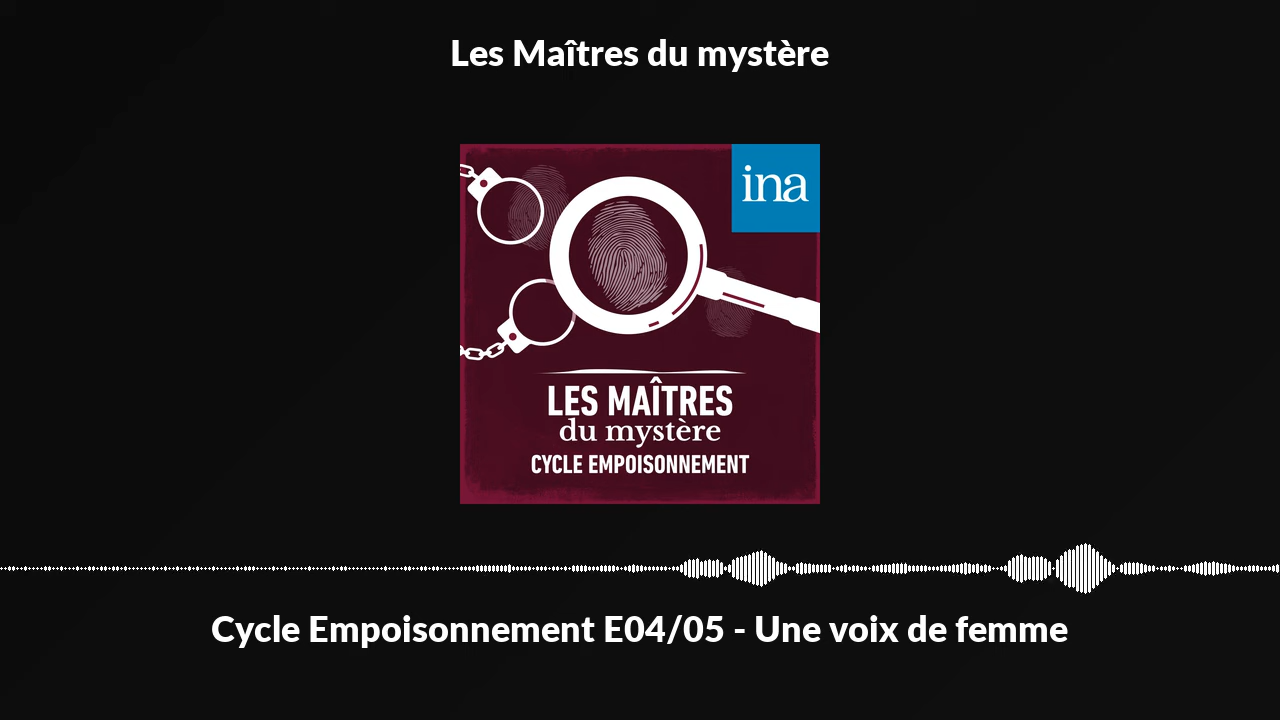 Les Maîtres du mystère
ina
LES MAÎTRES
du mystère
CYCLE EMPOISONNEMENT
Cycle Empoisonnement E04/05 - Une voix de femme